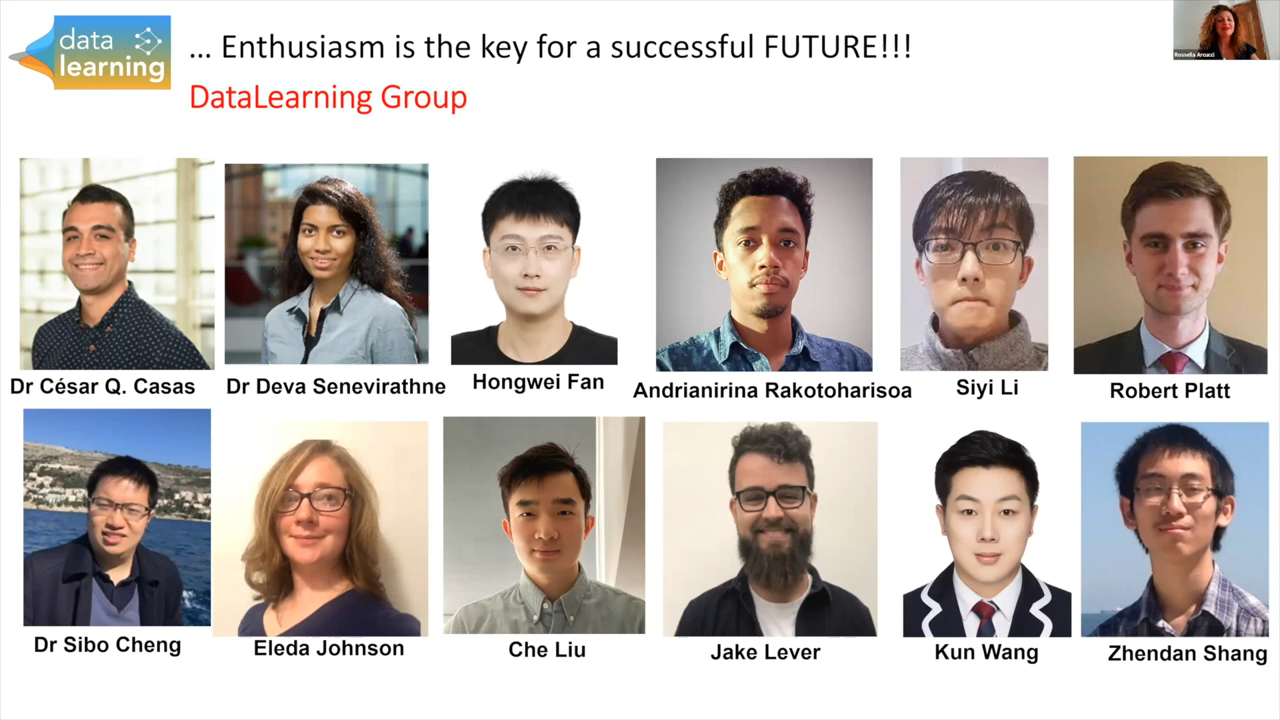 data
learning
... Enthusiasm is the key for a successful FUTURE!!!
DataLearning Group
Rossella Arcucci
Dr César Q. Casas
Dr Deva Senevirathne
Hongwei Fan
Andrianirina Rakotoharisoa
Siyi Li
Robert Platt
Dr Sibo Cheng
Eleda Johnson
Che Liu
Jake Lever
Kun Wang
Zhendan Shang